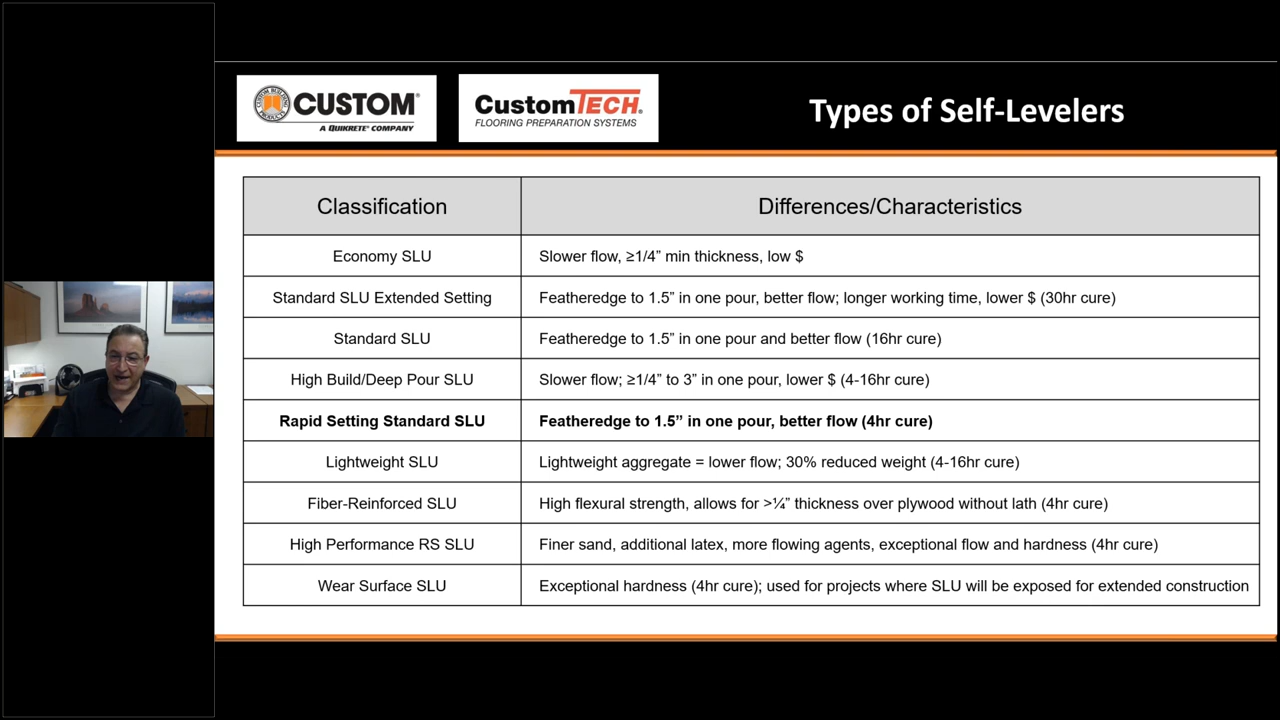 CUSTOM®
A QUIKRETE® COMPANY
CustomTECH®
FLOORING PREPARATION SYSTEMS
Types of Self-Levelers
Classification
Differences/Characteristics
Economy SLU
Slower flow, ≥1/4” min thickness, low $
Standard SLU Extended Setting
Featheredge to 1.5” in one pour, better flow; longer working time, lower $ (30hr cure)
Standard SLU
Featheredge to 1.5” in one pour and better flow (16hr cure)
High Build/Deep Pour SLU
Slower flow; ≥1/4” to 3” in one pour, lower $ (4-16hr cure)
Rapid Setting Standard SLU
Featheredge to 1.5” in one pour, better flow (4hr cure)
Lightweight SLU
Lightweight aggregate = lower flow; 30% reduced weight (4-16hr cure)
Fiber-Reinforced SLU
High flexural strength, allows for >¼” thickness over plywood without lath (4hr cure)
High Performance RS SLU
Finer sand, additional latex, more flowing agents, exceptional flow and hardness (4hr cure)
Wear Surface SLU
Exceptional hardness (4hr cure); used for projects where SLU will be exposed for extended construction